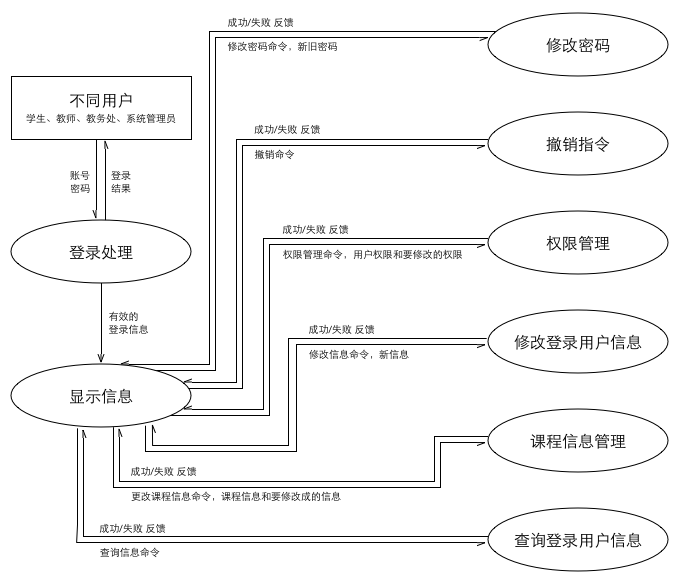 成功/失败 反馈
修改密码命令，新旧密码
修改密码
不同用户
学生、教师、教务处、系统管理员
成功/失败 反馈
撤销命令
撤销指令
账号
密码
登录
结果
登录处理
成功/失败 反馈
权限管理命令，用户权限和要修改的权限
权限管理
有效的
登录信息
成功/失败 反馈
修改信息命令，新信息
修改登录用户信息
显示信息
课程信息管理
成功/失败 反馈
更改课程信息命令，课程信息和要修改成的信息
成功/失败 反馈
查询信息命令
查询登录用户信息